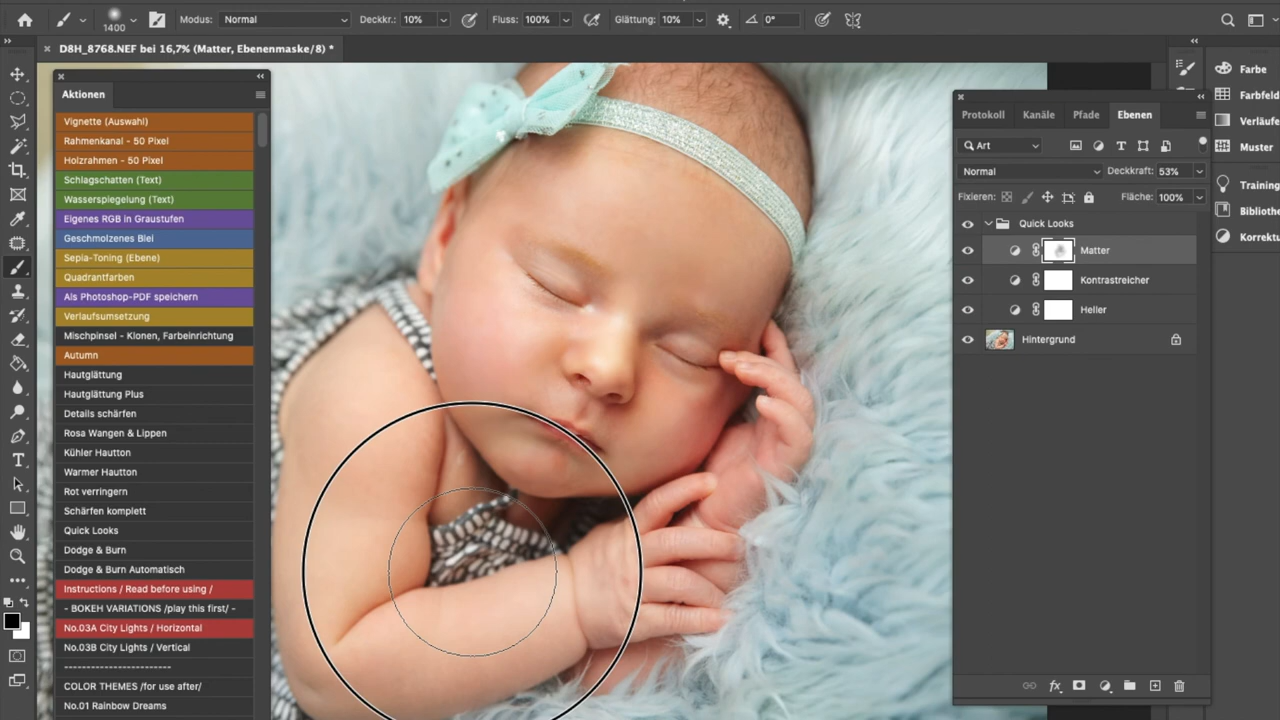 Modus: Normal Deckkr.: 10% Fluss: 100% Glättung: 10% 0°
1400
D8H_8768.NEF bei 16,7% (Matter, Ebenenmaske/8) *
Aktionen
Vignette (Auswahl)
Rahmenkanal - 50 Pixel
Holzrahmen - 50 Pixel
Schlagschatten (Text)
Wasserspiegelung (Text)
Eigenes RGB in Graustufen
Geschmolzenes Blei
Sepia-Toning (Ebene)
Quadrantfarben
Als Photoshop-PDF speichern
Verlaufsumsetzung
Mischpinsel - Klonen, Farbeinrichtung
Autumn
Hautglättung
Hautglättung Plus
Details schärfen
Rosa Wangen & Lippen
Kühler Hautton
Warmer Hautton
Rot verringern
Schärfen komplett
Quick Looks
Dodge & Burn
Dodge & Burn Automatisch
Instructions / Read before using /
- BOKEH VARIATIONS /play this first/ -
No.03A City Lights / Horizontal
No.03B City Lights / Vertical
------------------------
COLOR THEMES /for use after/
No.01 Rainbow Dreams
Protokoll Kanäle Pfade Ebenen
Art
Normal Deckkraft: 53%
Fixieren: Fläche: 100%
Quick Looks
Matter
Kontrastreicher
Heller
Hintergrund
fx
Farbe
Farbfeld
Verläufe
Muster
Training
Biblioth
Korrektu